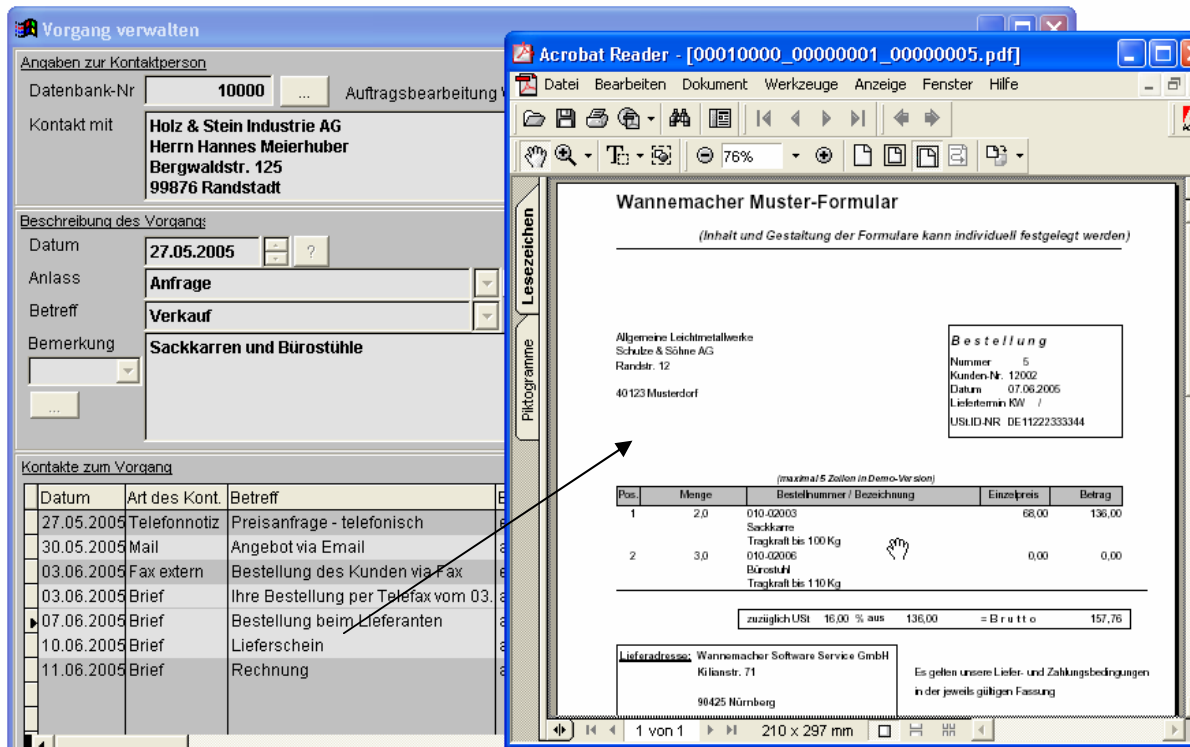 Vorgang verwalten
Angaben zur Kontaktperson
Datenbank-Nr 10000 ... Auftragsbearbeitung
Kontakt mit Holz & Stein Industrie AG
Herrn Hannes Meierhuber
Bergwaldstr. 125
99876 Randstadt
Beschreibung des Vorgangs
Datum 27.05.2005 ?
Anlass Anfrage
Betreff Verkauf
Bemerkung Sackkarren und Bürostühle
...
Kontakte zum Vorgang
Datum Art des Kont. Betreff
27.05.2005 Telefonnotiz Preisanfrage - telefonisch
30.05.2005 Mail Angebot via Email
03.06.2005 Fax extern Bestellung des Kunden via Fax
03.06.2005 Brief Ihre Bestellung per Telefax vom 03.
07.06.2005 Brief Bestellung beim Lieferanten
10.06.2005 Brief Lieferschein
11.06.2005 Brief Rechnung
Acrobat Reader - [00010000_00000001_00000005.pdf]
Datei Bearbeiten Dokument Werkzeuge Anzeige Fenster Hilfe
76%
Lesezeichen
Piktogramme
Wannemacher Muster-Formular
(Inhalt und Gestaltung der Formulare kann individuell festgelegt werden)
Allgemeine Leichtmetallwerke
Schulze & Söhne AG
Randstr. 12
40123 Musterdorf
Bestellung
Nummer 5
Kunden-Nr. 12002
Datum 07.06.2005
Liefertermin KW /
USt.ID-NR DE11222333344
(maximal 5 Zeilen in Demo-Version)
Pos. Menge Bestellnummer / Bezeichnung Einzelpreis Betrag
1 2,0 010-02003 68,00 136,00
Sackkarre
Tragkraft bis 100 Kg
2 3,0 010-02006 0,00 0,00
Bürostuhl
Tragkraft bis 110 Kg
zuzüglich USt 16,00 % aus 136,00 = Brutto 157,76
Lieferadresse: Wannemacher Software Service GmbH
Kilianstr. 71
90425 Nürnberg
Es gelten unsere Liefer- und Zahlungsbedingungen
in der jeweils gültigen Fassung
1 von 1 210 x 297 mm